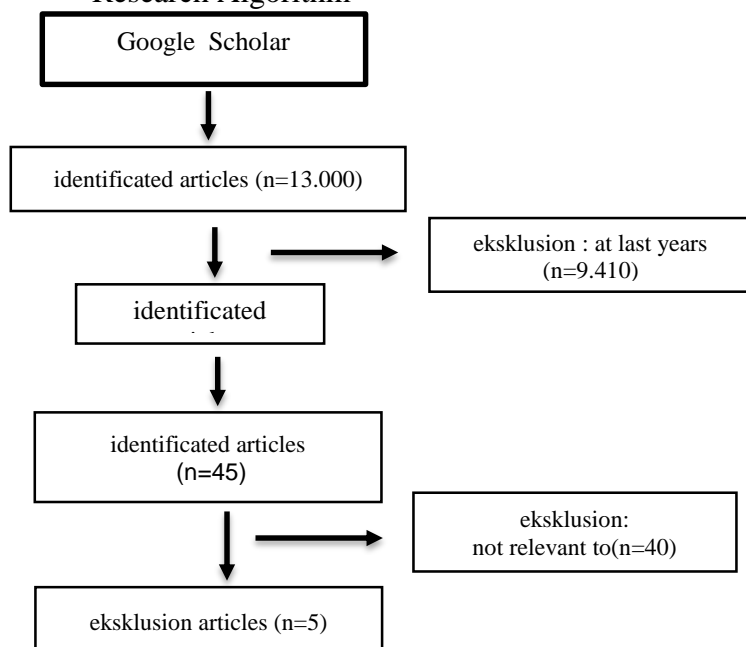 Research Algorithm
Google Scholar
identificated articles (n=13.000)
eksklusion : at last years
(n=9.410)
identificated
identificated articles
(n=45)
eksklusion:
not relevant to(n=40)
eksklusion articles (n=5)